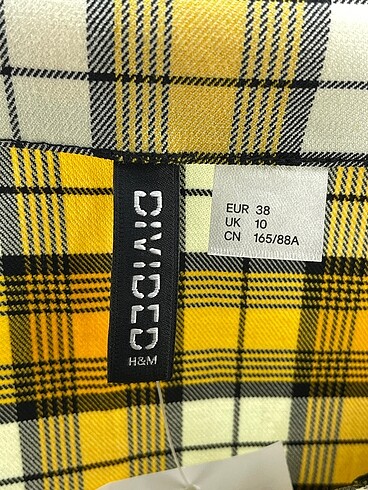 DIVIDED
H&M
EUR 38
UK 10
CN 165/88A